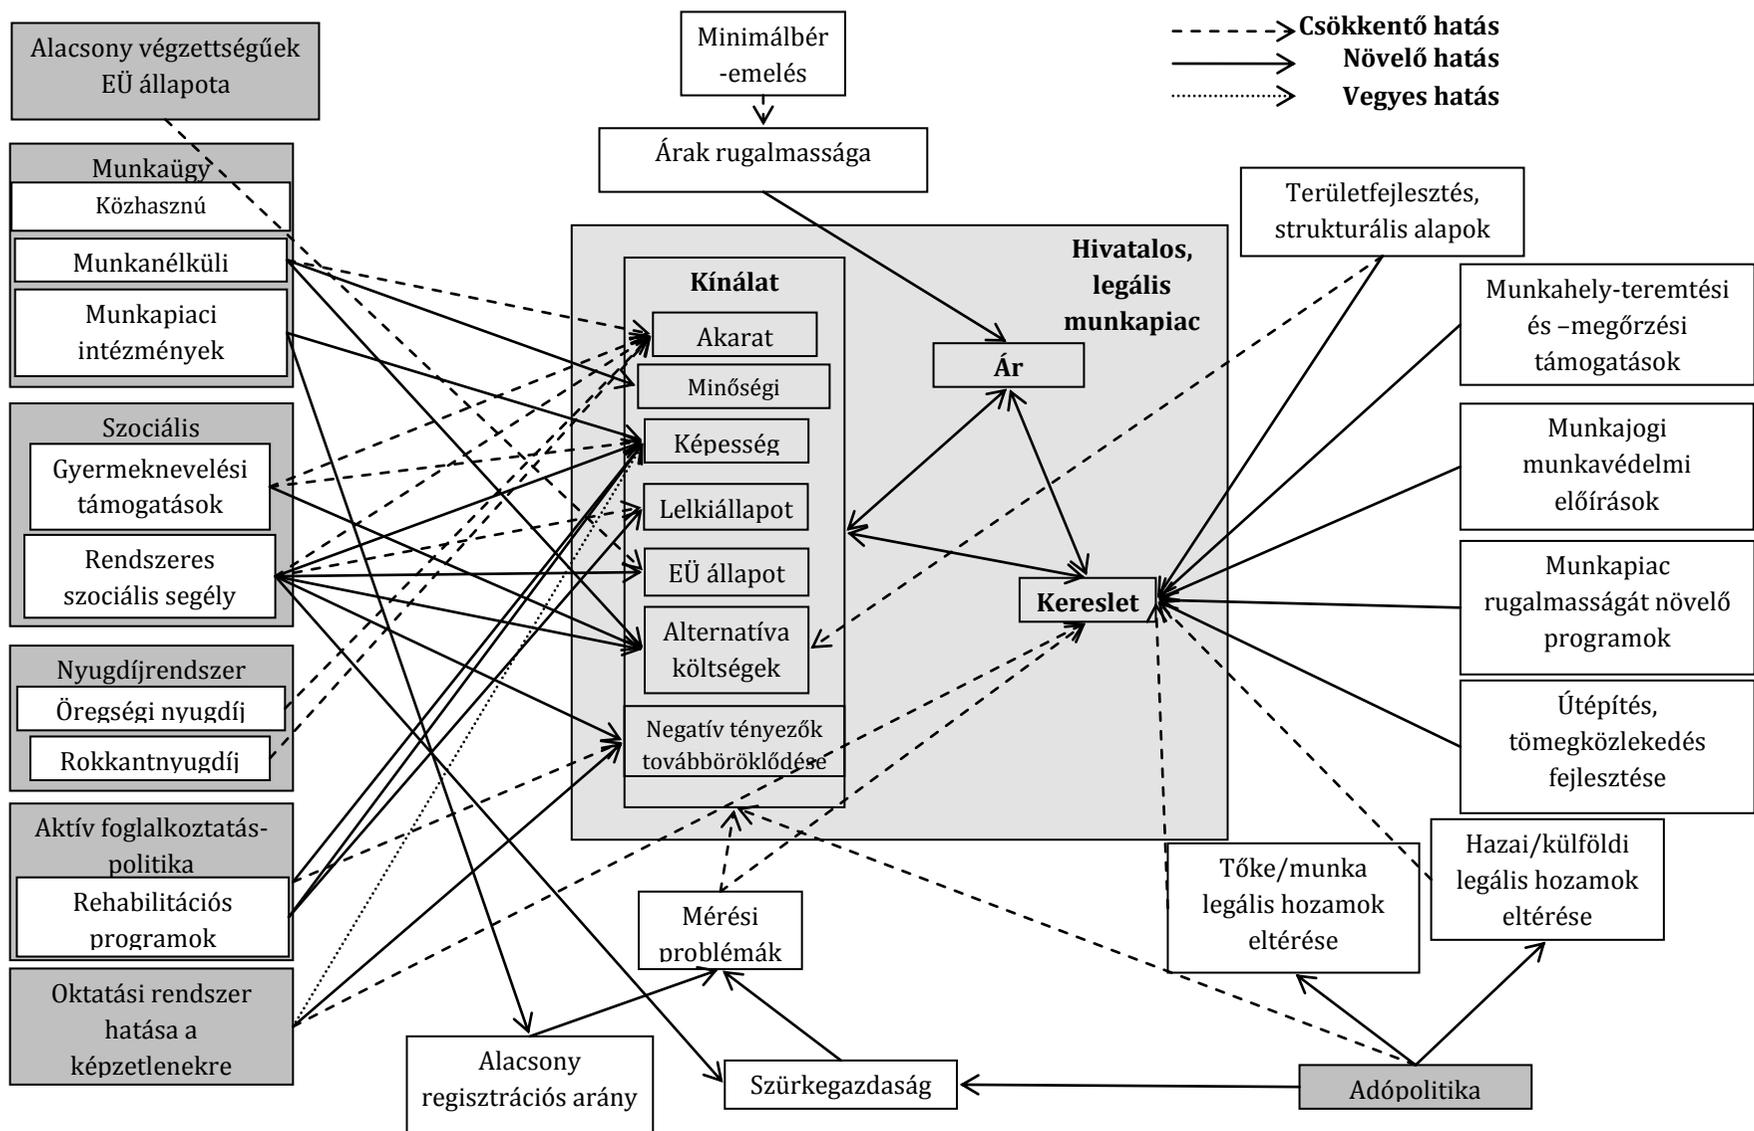 Alacsony végzettségűek
EÜ állapota
Munkaügy
Közhasznú
Munkanélküli
Munkapiaci
intézmények
Szociális
Gyermeknevelési
támogatások
Rendszeres
szociális segély
Nyugdíjrendszer
Öregségi nyugdíj
Rokkantnyugdíj
Aktív foglalkoztatás-
politika
Rehabilitációs
programok
Oktatási rendszer
hatása a
képzetlenekre
Minimálbér
-emelés
Árak rugalmassága
Csökkentő hatás
Növelő hatás
Vegyes hatás
Hivatalos,
legális
munkapiac
Kínálat
Akarat
Minőségi
Képesség
Lelkiállapot
EÜ állapot
Alternatíva
költségek
Negatív tényezők
továbböröklődése
Ár
Kereslet
Területfejlesztés,
strukturális alapok
Munkahely-teremtési
és –megőrzési
támogatások
Munkajogi
munkavédelmi
előírások
Munkapiac
rugalmasságát növelő
programok
Útépítés,
tömegközlekedés
fejlesztése
Hazai/külföldi
legális hozamok
eltérése
Tőke/munka
legális hozamok
eltérése
Mérési
problémák
Alacsony
regisztrációs arány
Szürkegazdaság
Adópolitika